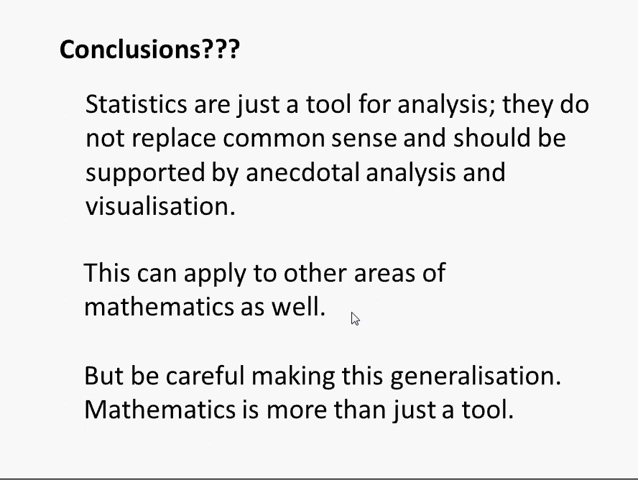 Conclusions???
Statistics are just a tool for analysis; they do
not replace common sense and should be
supported by anecdotal analysis and
visualisation.
This can apply to other areas of
mathematics as well.
But be careful making this generalisation.
Mathematics is more than just a tool.